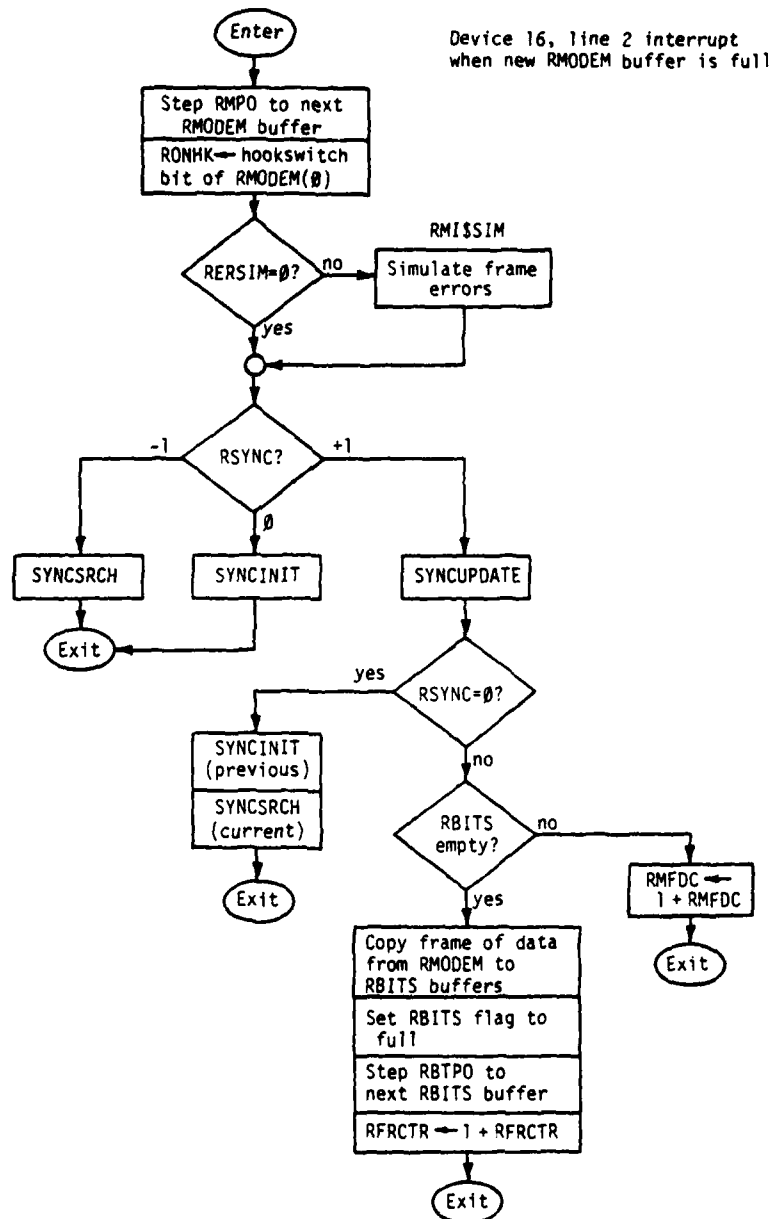 Enter
Device 16, line 2 interrupt
when new RMODEM buffer is full
Step RMPO to next
RMODEM buffer
RONHK← hookswitch
bit of RMODEM(Ø)
RMI$SIM
RERSIM=Ø?
no
Simulate frame
errors
yes
-1
RSYNC?
+1
Ø
SYNCSRCH
SYNCINIT
SYNCUPDATE
Exit
yes
RSYNC=Ø?
no
SYNCINIT
(previous)
SYNCSRCH
(current)
Exit
RBITS
empty?
no
RMFDC ←
1 + RMFDC
Exit
yes
Copy frame of data
from RMODEM to
RBITS buffers
Set RBITS flag to
full
Step RBTPO to
next RBITS buffer
RFRCTR ← 1 + RFRCTR
Exit